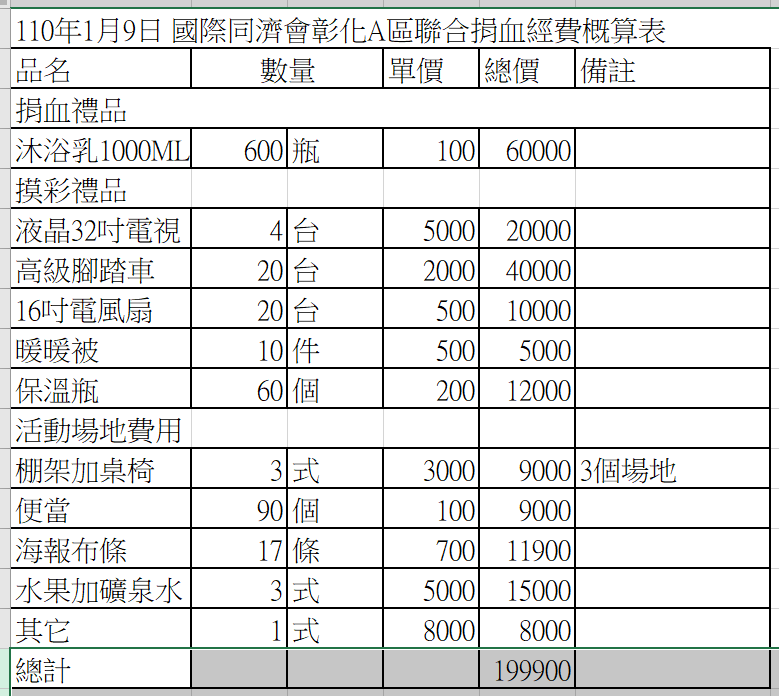 110年1月9日 國際同濟會彰化A區聯合捐血經費概算表
品名 數量 單價 總價 備註
捐血禮品
沐浴乳1000ML 600 瓶 100 60000
摸彩禮品
液晶32吋電視 4 台 5000 20000
高級腳踏車 20 台 2000 40000
16吋電風扇 20 台 500 10000
暖暖被 10 件 500 5000
保溫瓶 60 個 200 12000
活動場地費用
棚架加桌椅 3 式 3000 9000 3個場地
便當 90 個 100 9000
海報布條 17 條 700 11900
水果加礦泉水 3 式 5000 15000
其它 1 式 8000 8000
總計 199900